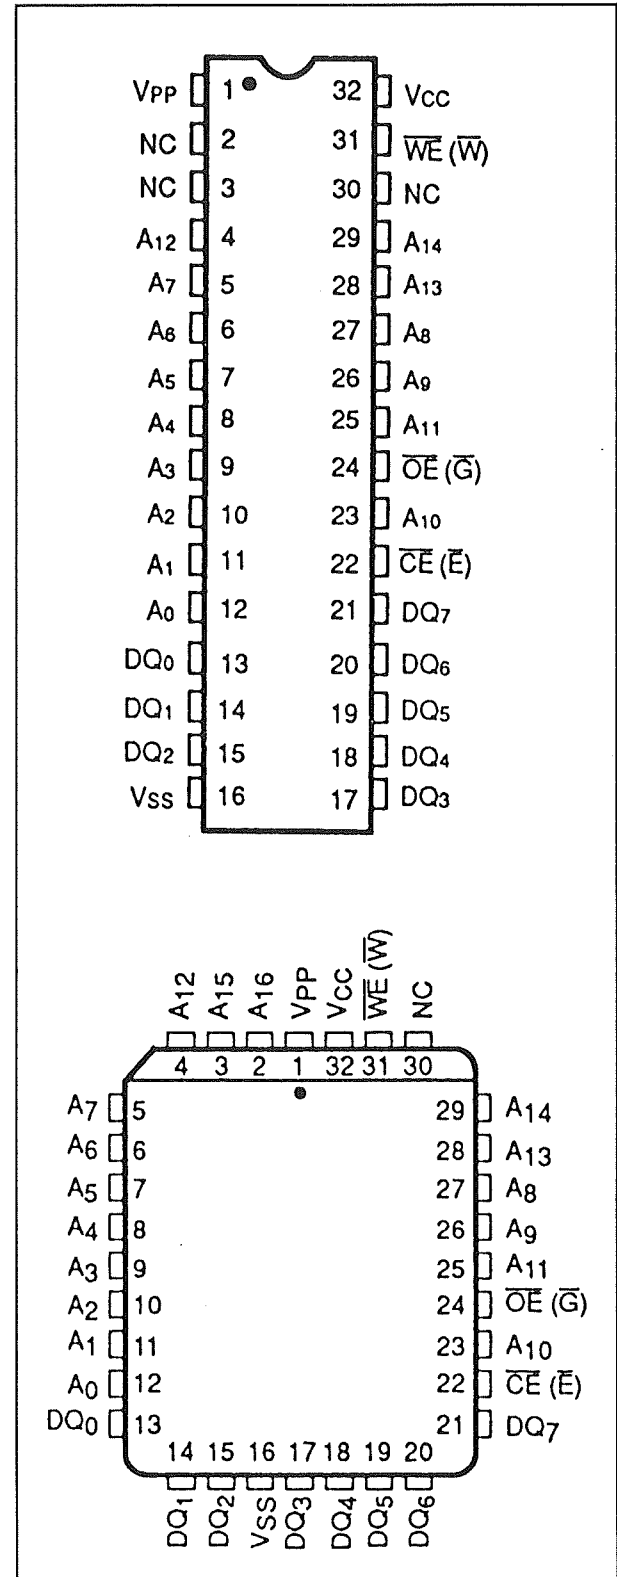 VPP 1 32 VCC
NC 2 31 W̅E̅ (W̅)
NC 3 30 NC
A12 4 29 A14
A7 5 28 A13
A6 6 27 A8
A5 7 26 A9
A4 8 25 A11
A3 9 24 O̅E̅ (G̅)
A2 10 23 A10
A1 11 22 C̅E̅ (E̅)
A0 12 21 DQ7
DQ0 13 20 DQ6
DQ1 14 19 DQ5
DQ2 15 18 DQ4
VSS 16 17 DQ3
A12 A15 A16 VPP VCC W̅E̅ (W̅) NC
4 3 2 1 32 31 30
A7 5 29 A14
A6 6 28 A13
A5 7 27 A8
A4 8 26 A9
A3 9 25 A11
A2 10 24 O̅E̅ (G̅)
A1 11 23 A10
A0 12 22 C̅E̅ (E̅)
DQ0 13 21 DQ7
14 15 16 17 18 19 20
DQ1 DQ2 VSS DQ3 DQ4 DQ5 DQ6